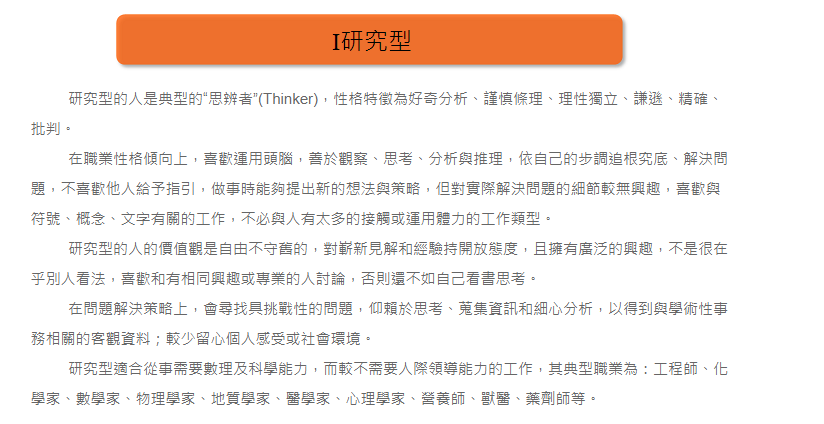 I研究型
研究型的人是典型的“思辨者”(Thinker)，性格特徵為好奇分析、謹慎條理、理性獨立、謙遜、精確、
批判。
在職業性格傾向上，喜歡運用頭腦，善於觀察、思考、分析與推理，依自己的步調追根究底、解決問
題，不喜歡他人給予指引，做事時能夠提出新的想法與策略，但對實際解決問題的細節較無興趣，喜歡與
符號、概念、文字有關的工作，不必與人有太多的接觸或運用體力的工作類型。
研究型的人的價值觀是自由不守舊的，對嶄新見解和經驗持開放態度，且擁有廣泛的興趣，不是很在
乎別人看法，喜歡和有相同興趣或專業的人討論，否則還不如自己看書思考。
在問題解決策略上，會尋找具挑戰性的問題，仰賴於思考、蒐集資訊和細心分析，以得到與學術性事
務相關的客觀資料；較少留心個人感受或社會環境。
研究型適合從事需要數理及科學能力，而較不需要人際領導能力的工作，其典型職業為：工程師、化
學家、數學家、物理學家、地質學家、醫學家、心理學家、營養師、獸醫、藥劑師等。